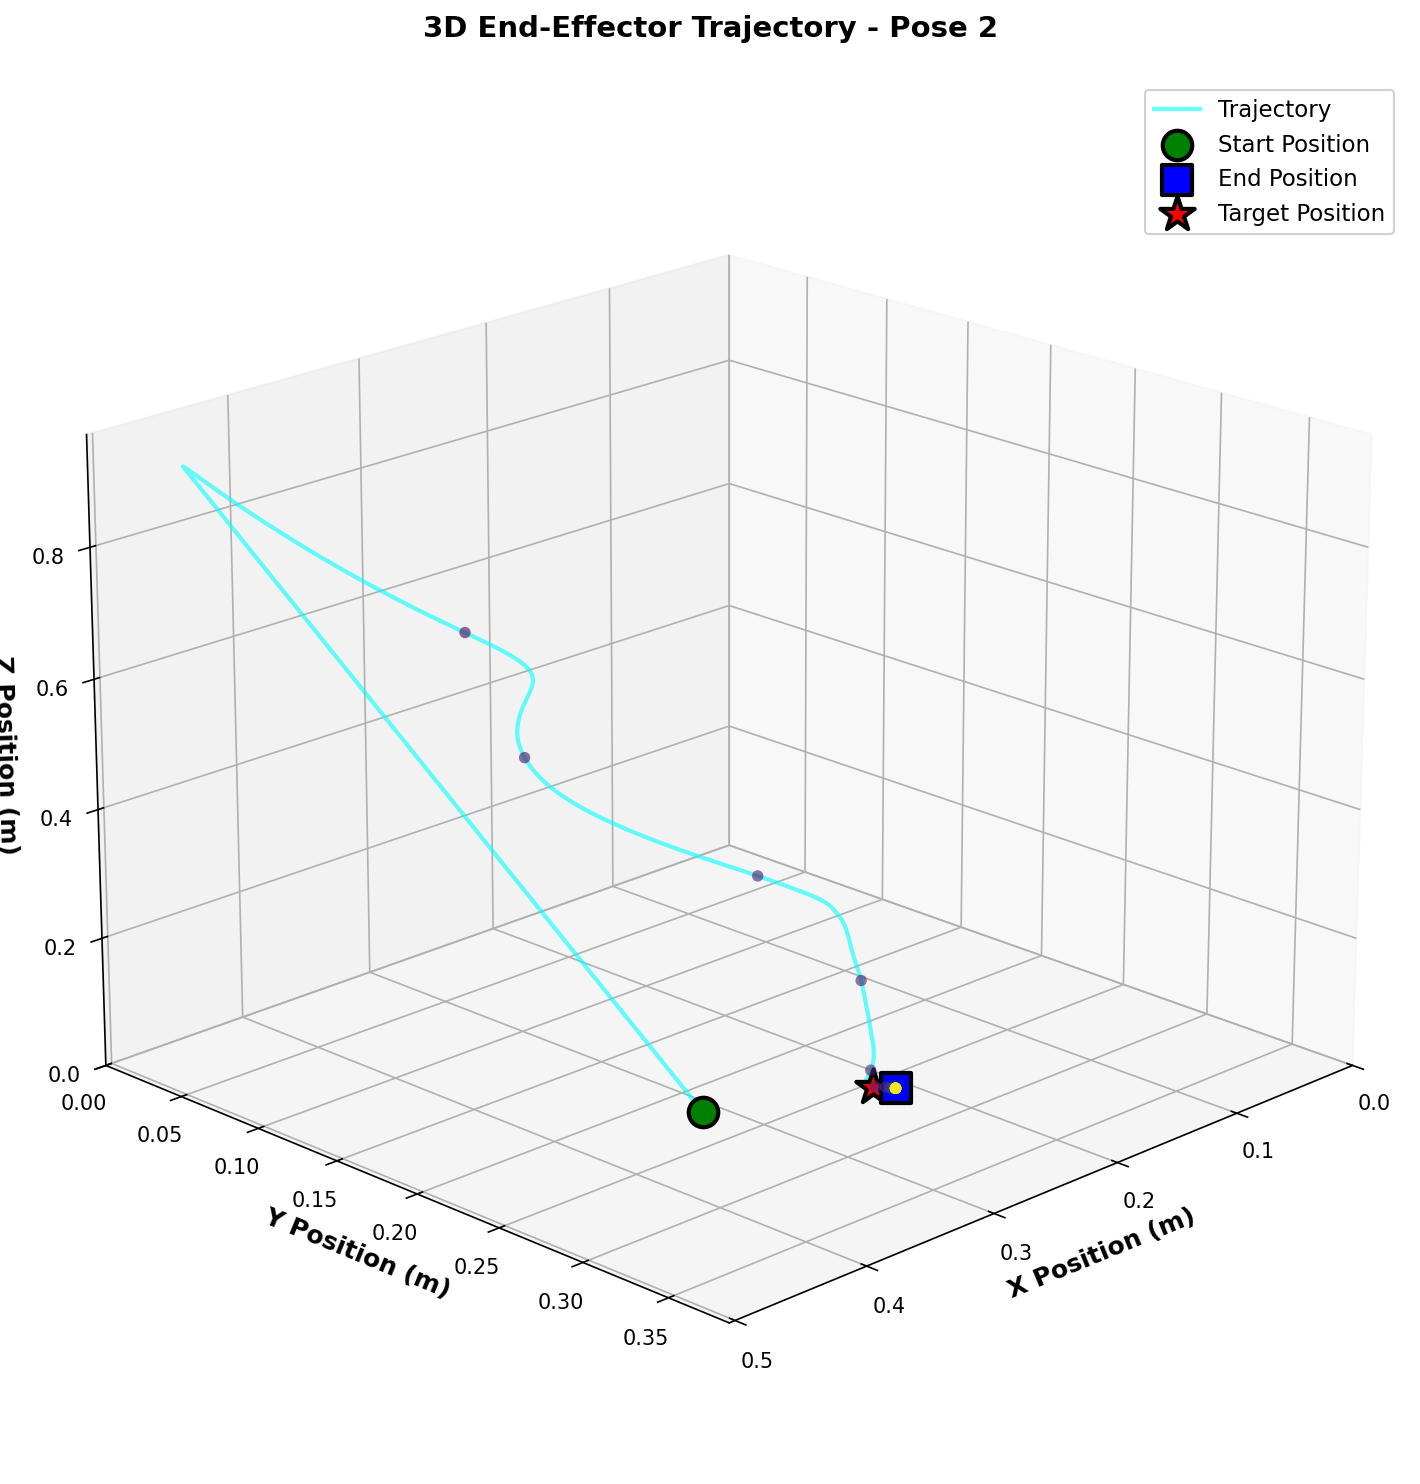 3D End-Effector Trajectory - Pose 2
Trajectory
Start Position
End Position
Target Position
Z Position (m)
0.8
0.6
0.4
0.2
0.0
0.00
0.05
0.10
0.15
0.20
0.25
0.30
0.35
Y Position (m)
0.0
0.1
0.2
0.3
0.4
0.5
X Position (m)